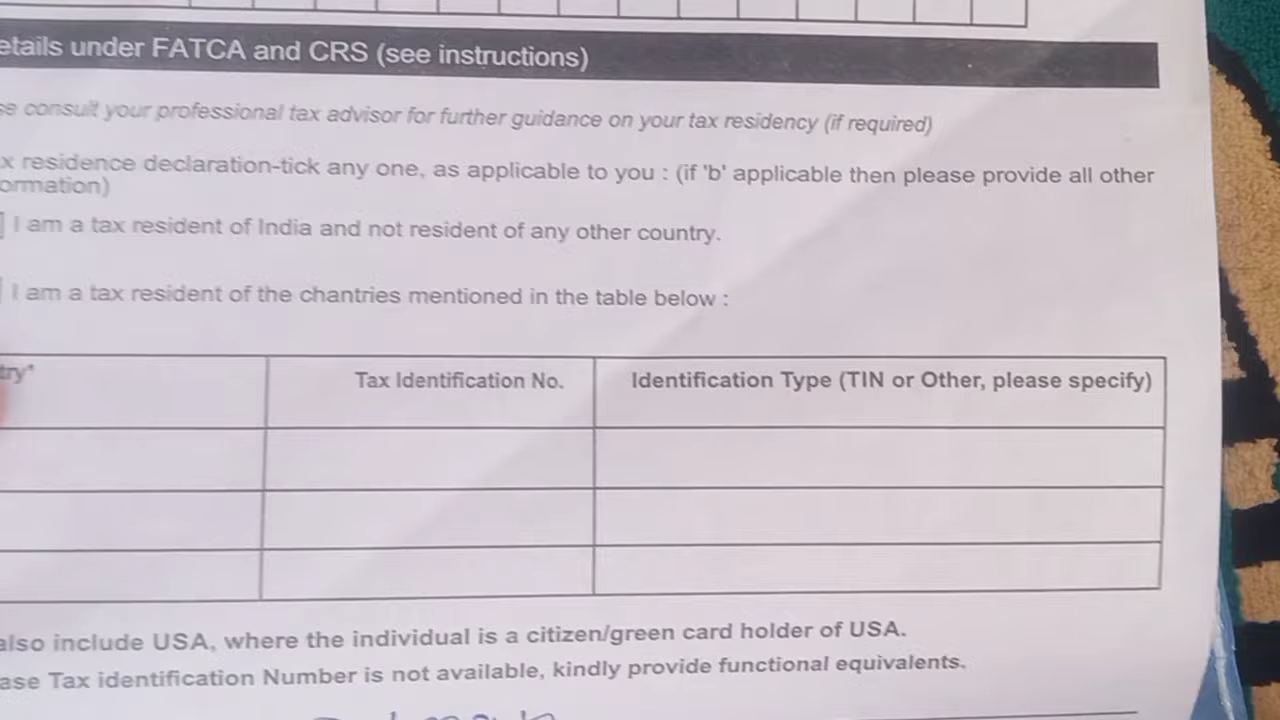 etails under FATCA and CRS (see instructions)
se consult your professional tax advisor for further guidance on your tax residency (if required)
x residence declaration-tick any one, as applicable to you : (if 'b' applicable then please provide all other
ormation)
I am a tax resident of India and not resident of any other country.
I am a tax resident of the chantries mentioned in the table below :
try* Tax Identification No. Identification Type (TIN or Other, please specify)
also include USA, where the individual is a citizen/green card holder of USA.
ase Tax identification Number is not available, kindly provide functional equivalents.